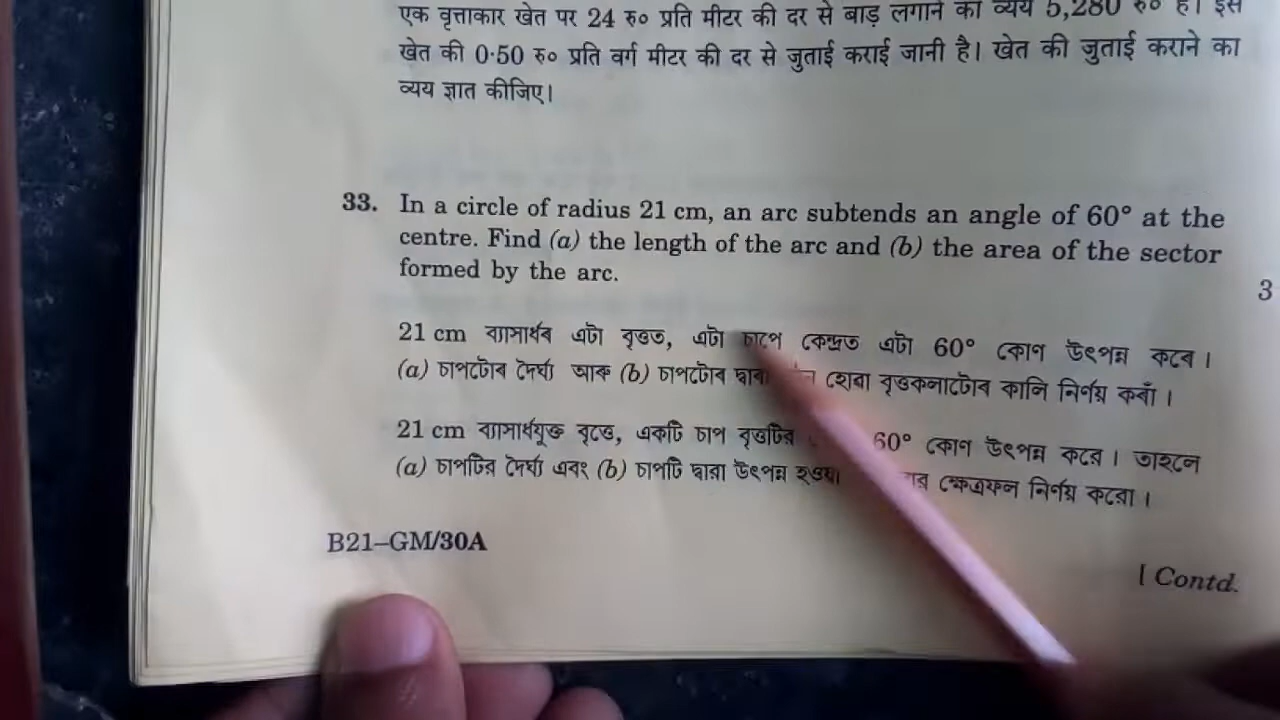 एक वृत्ताकार खेत पर 24 रु० प्रति मीटर की दर से बाड़ लगाने का व्यय 5,280 रु० है। इस
खेत की 0·50 रु० प्रति वर्ग मीटर की दर से जुताई कराई जानी है। खेत की जुताई कराने का
व्यय ज्ञात कीजिए।
33. In a circle of radius 21 cm, an arc subtends an angle of 60° at the
centre. Find (a) the length of the arc and (b) the area of the sector
formed by the arc.
3
21 cm ব্যাসাৰ্ধৰ এটা বৃত্তত, এটা চাপে কেন্দ্ৰত এটা 60° কোণ উৎপন্ন কৰে।
(a) চাপটোৰ দৈৰ্ঘ্য আৰু (b) চাপটোৰ দ্বাৰা হোৱা বৃত্তকলাটোৰ কালি নিৰ্ণয় কৰাঁ।
21 cm ব্যাসার্ধযুক্ত বৃত্তে, একটি চাপ বৃত্তটির 60° কোণ উৎপন্ন করে। তাহলে
(a) চাপটির দৈর্ঘ্য এবং (b) চাপটি দ্বারা উৎপন্ন হওয়া ক্ষেত্রফল নির্ণয় করো।
B21–GM/30A
[ Contd.